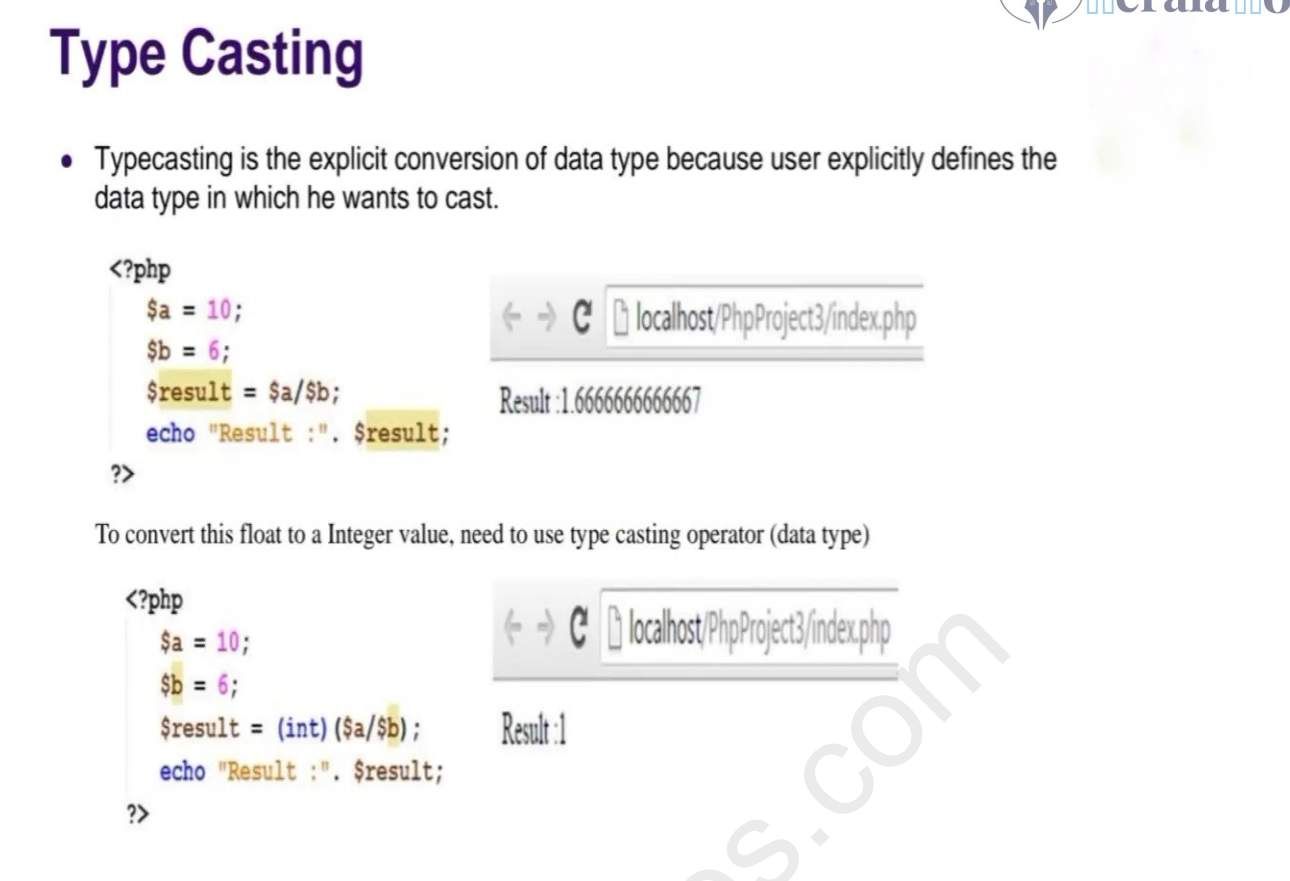 Type Casting
• Typecasting is the explicit conversion of data type because user explicitly defines the
data type in which he wants to cast.
<?php
$a = 10;
$b = 6;
$result = $a/$b;
echo "Result :". $result;
?>
localhost/PhpProject3/index.php
Result :1.6666666666667
To convert this float to a Integer value, need to use type casting operator (data type)
<?php
$a = 10;
$b = 6;
$result = (int)($a/$b);
echo "Result :". $result;
?>
localhost/PhpProject3/index.php
Result :1